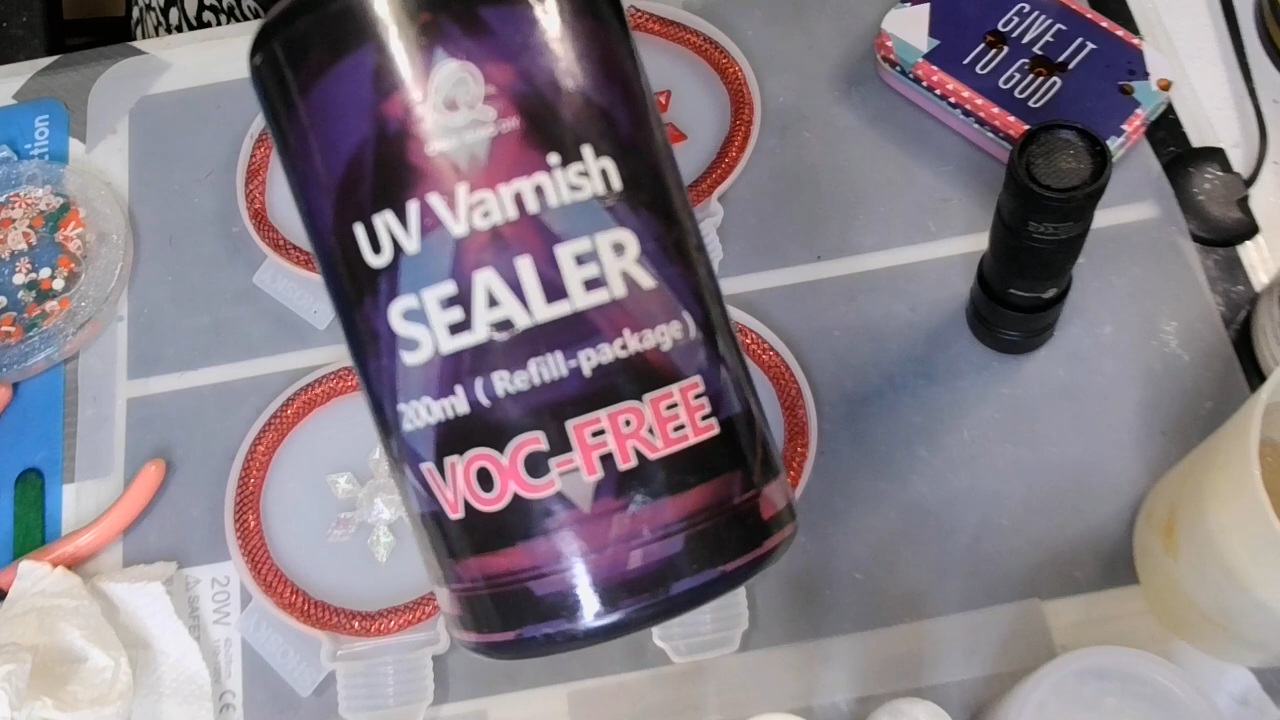 GIVE IT
TO GOD
UV Varnish
SEALER
200ml ( Refill-package)
VOC-FREE
20W